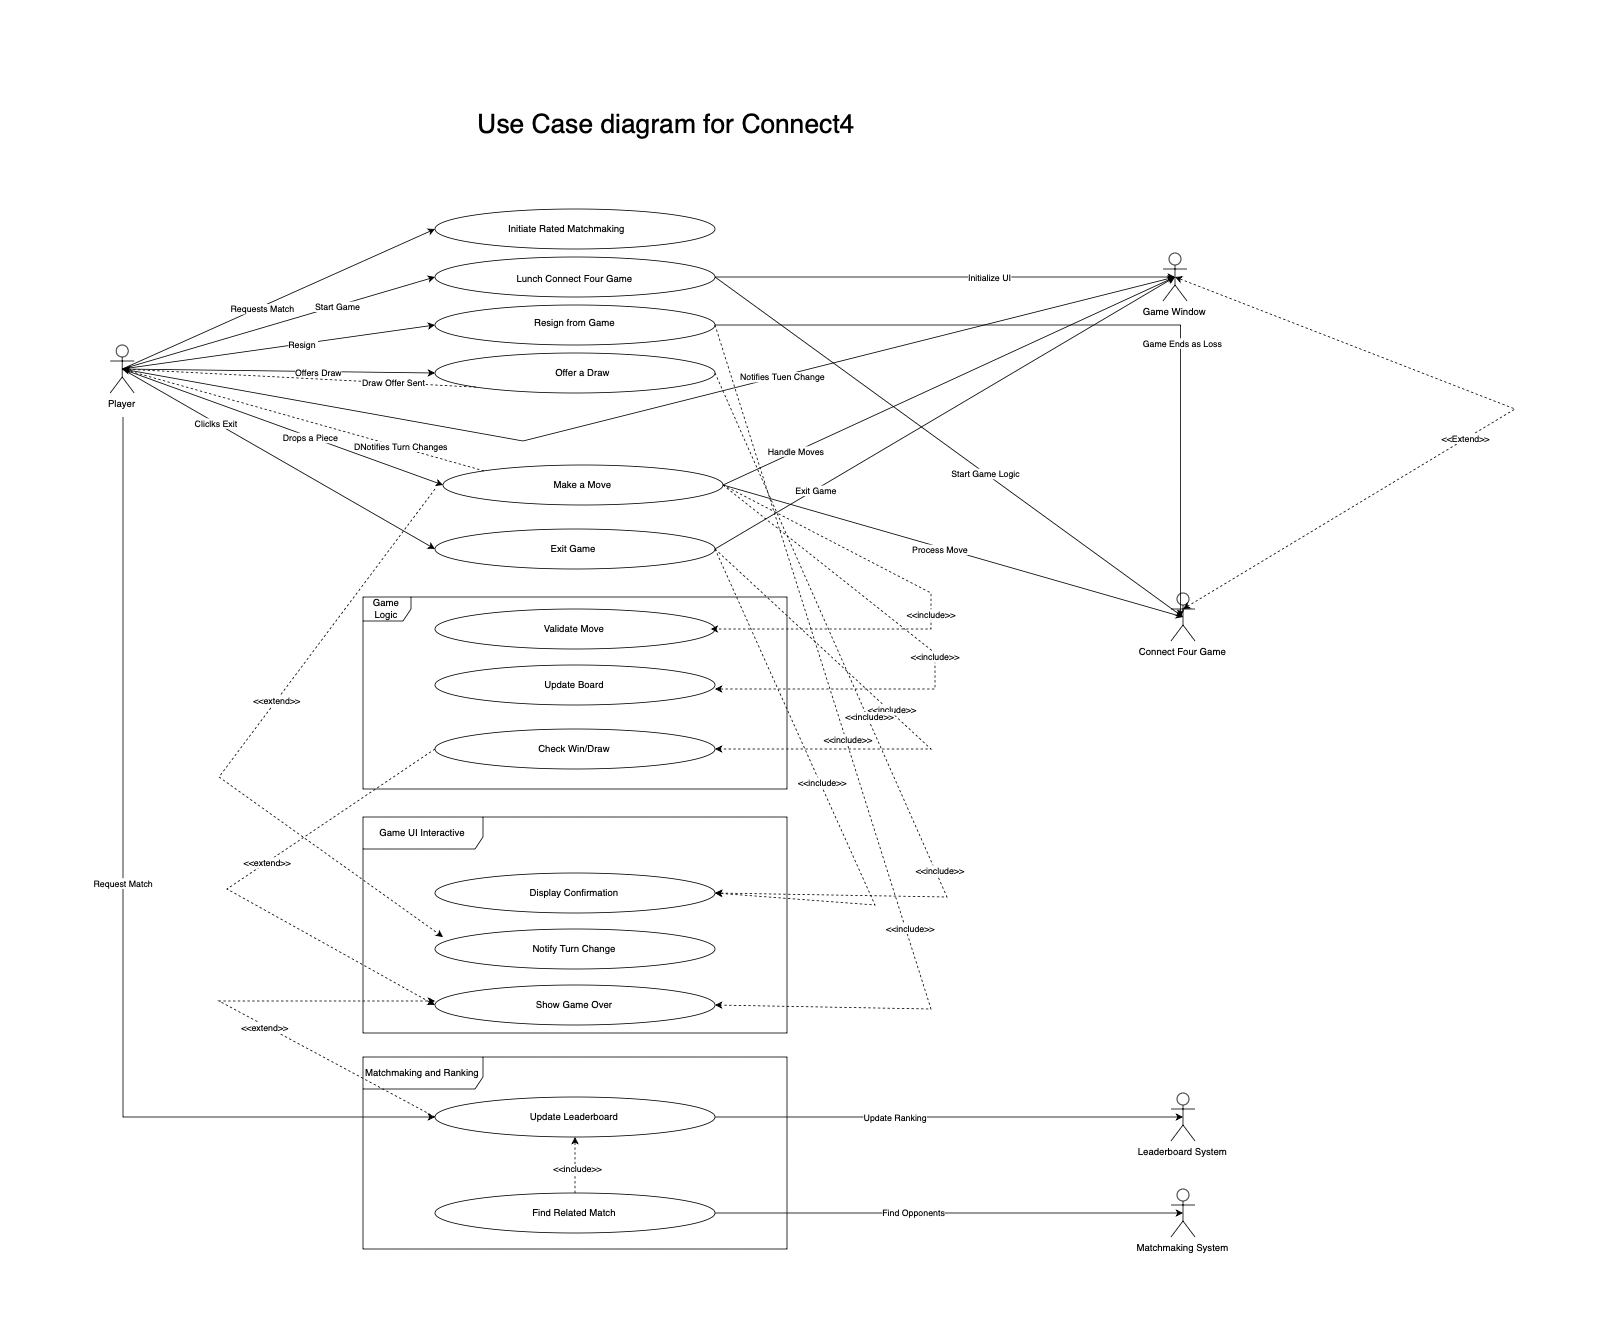 Use Case diagram for Connect4
Initiate Rated Matchmaking
Lunch Connect Four Game
Initialize UI
Game Window
Requests Match
Start Game
Resign from Game
Resign
Game Ends as Loss
Offers Draw
Offer a Draw
Draw Offer Sent
Notifies Tuen Change
Player
Cliclks Exit
Drops a Piece
DNotifies Turn Changes
<<Extend>>
Handle Moves
Start Game Logic
Make a Move
Exit Game
Exit Game
Process Move
Game
Logic
Validate Move
<<include>>
Connect Four Game
Update Board
<<include>>
<<extend>>
<<include>>
<<include>>
<<include>>
Check Win/Draw
<<include>>
Game UI Interactive
<<extend>>
<<include>>
Request Match
Display Confirmation
<<include>>
Notify Turn Change
Show Game Over
<<extend>>
Matchmaking and Ranking
Update Leaderboard
Update Ranking
Leaderboard System
<<include>>
Find Related Match
Find Opponents
Matchmaking System